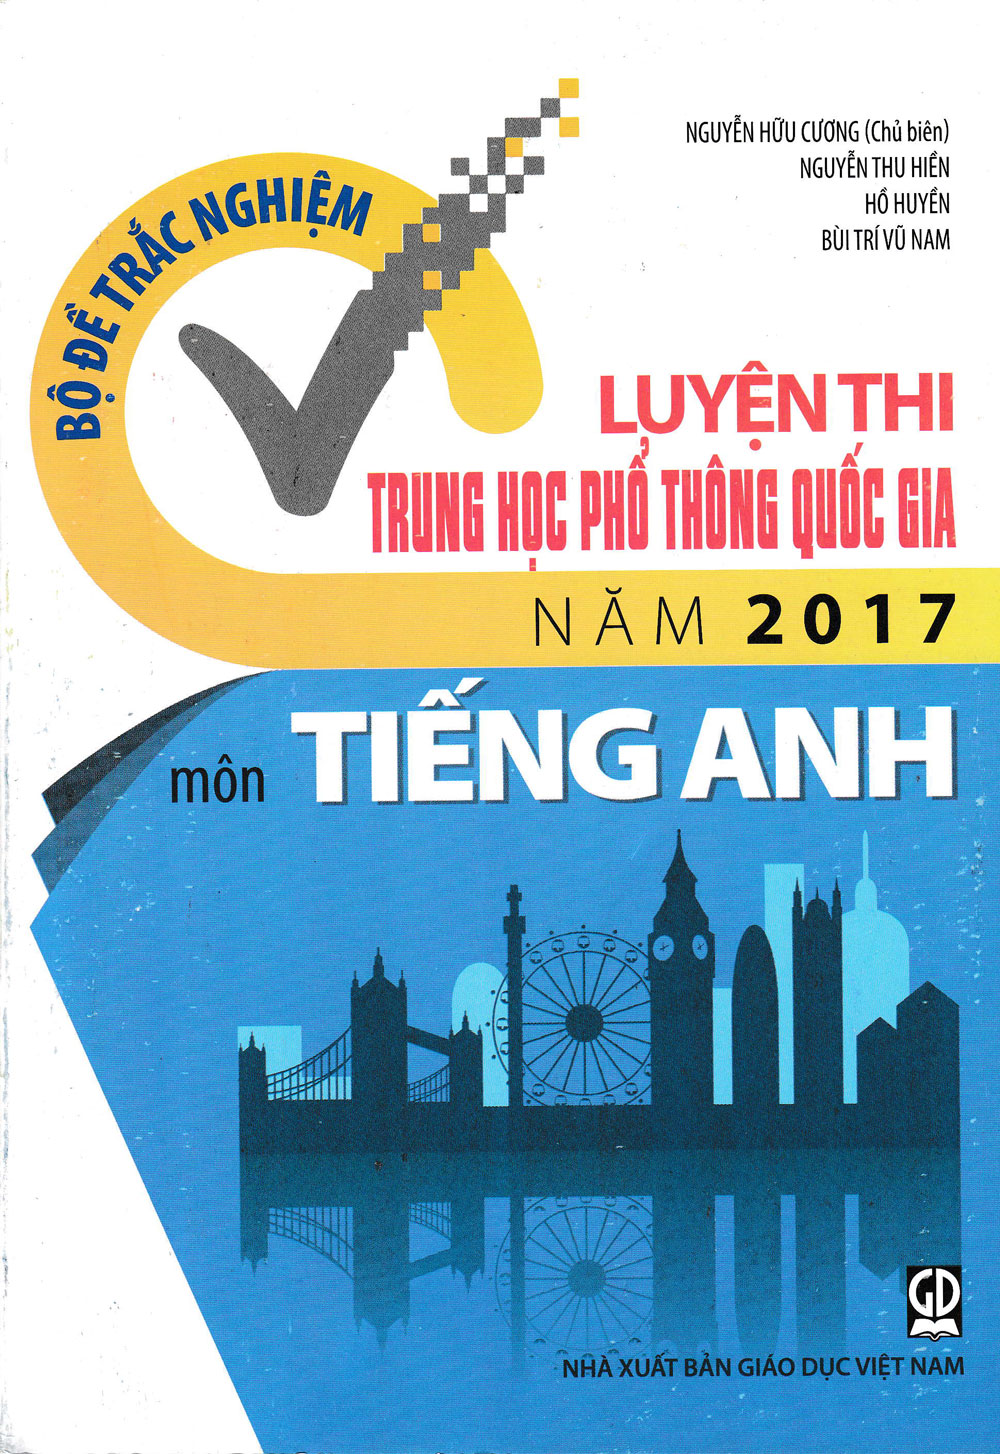 NGUYỄN HỮU CƯƠNG (Chủ biên)
NGUYỄN THU HIỀN
HỒ HUYỀN
BÙI TRÍ VŨ NAM
BỘ ĐỀ TRẮC NGHIỆM
LUYỆN THI
TRUNG HỌC PHỔ THÔNG QUỐC GIA
NĂM 2017
môn TIẾNG ANH
GD
NHÀ XUẤT BẢN GIÁO DỤC VIỆT NAM